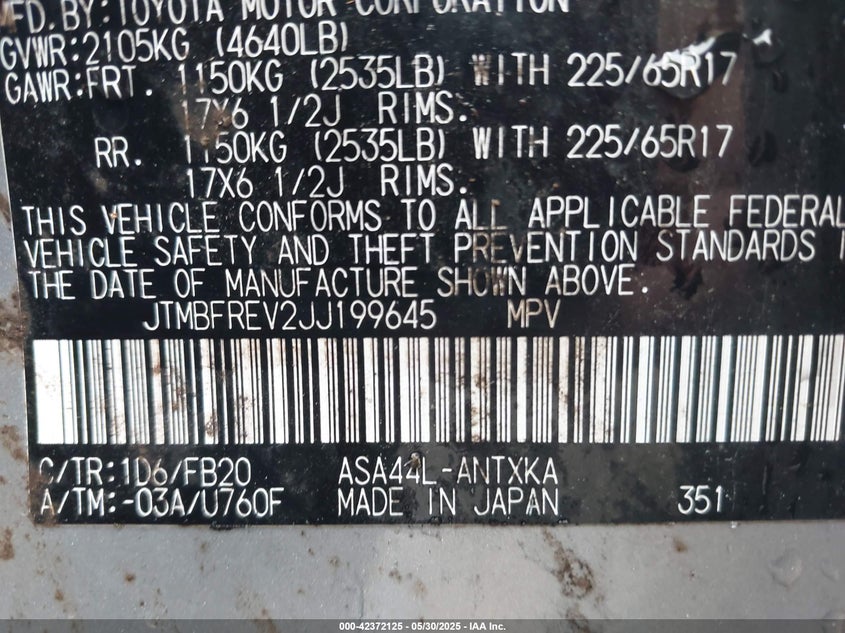 MFD.BY:TOYOTA MOTOR CORPORATION
GVWR:2105KG (4640LB)
GAWR:FRT. 1150KG (2535LB) WITH 225/65R17
17X6 1/2J RIMS.
RR. 1150KG (2535LB) WITH 225/65R17
17X6 1/2J RIMS.
THIS VEHICLE CONFORMS TO ALL APPLICABLE FEDERAL
VEHICLE SAFETY AND THEFT PREVENTION STANDARDS I
THE DATE OF MANUFACTURE SHOWN ABOVE.
JTMBFREV2JJ199645 MPV
C/TR:1D6/FB20 ASA44L-ANTXKA
A/TM:-03A/U760F MADE IN JAPAN 351
000-42372125 - 05/30/2025 - IAA Inc.